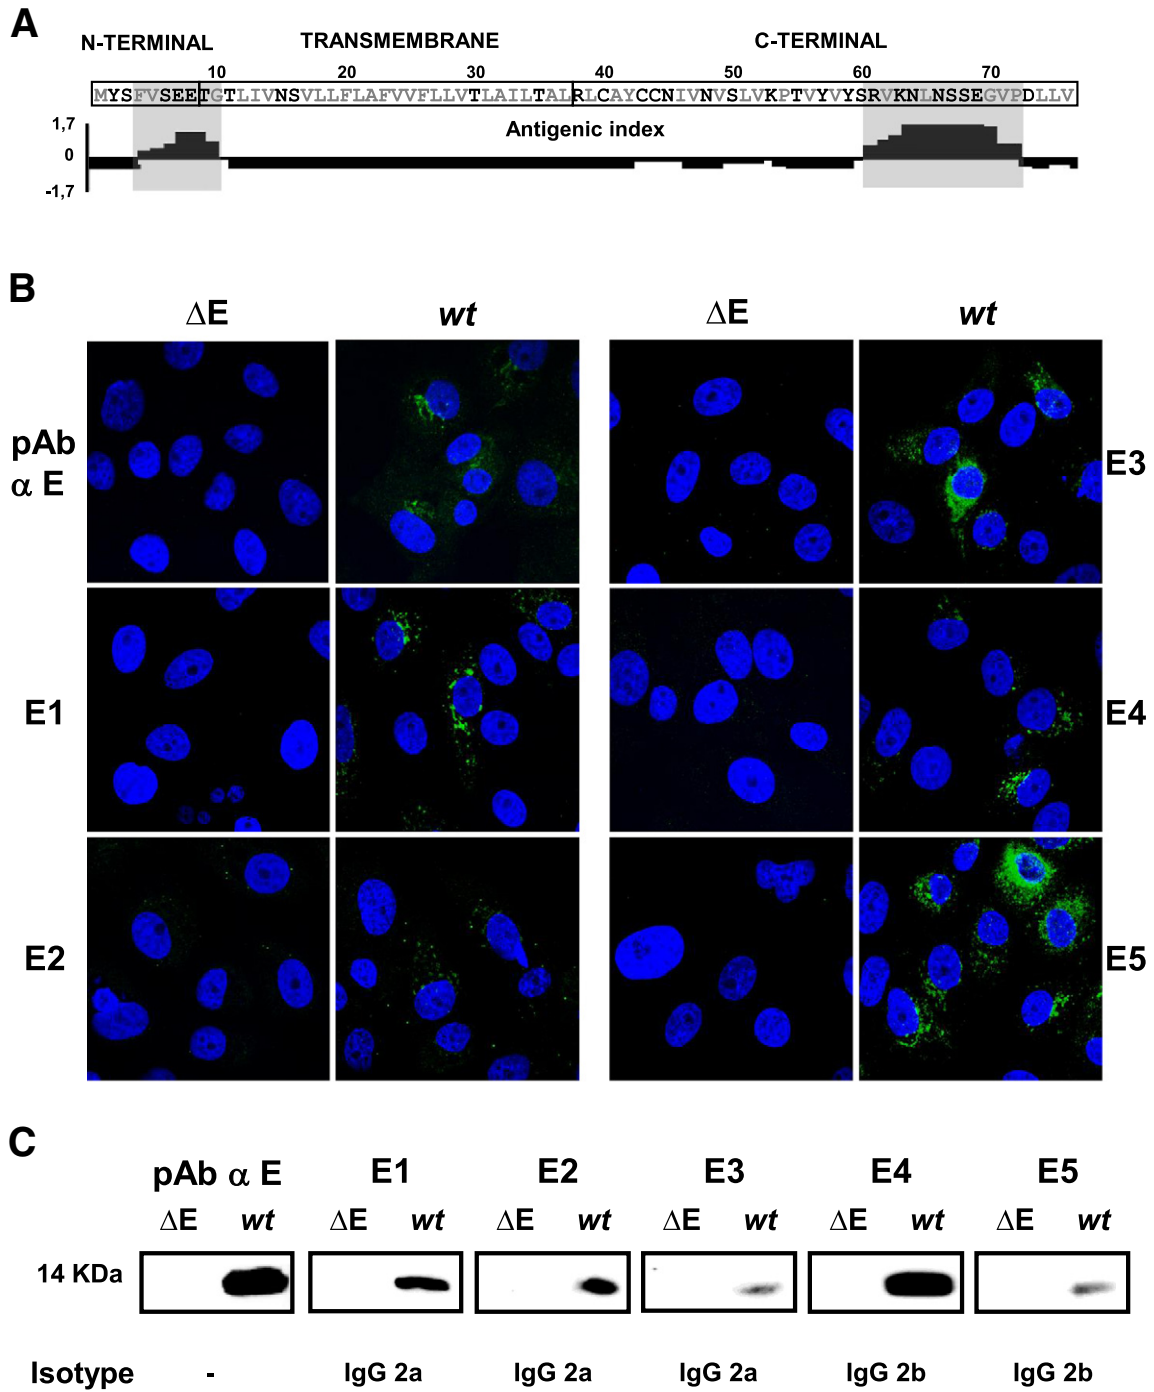 A
N-TERMINAL TRANSMEMBRANE C-TERMINAL
10 20 30 40 50 60 70
MYSFVSEETGTLIVNSVLLFLAFVVFLLVTLAILTALRLCAYCCNIVNVSLVKPTVYVYSRVKNLNSSEGVPDLLV
1,7
Antigenic index
0
-1,7
B
ΔE wt ΔE wt
pAb
α E
E3
E1
E4
E2
E5
C
pAb α E E1 E2 E3 E4 E5
ΔE wt ΔE wt ΔE wt ΔE wt ΔE wt ΔE wt
14 KDa
Isotype - IgG 2a IgG 2a IgG 2a IgG 2b IgG 2b